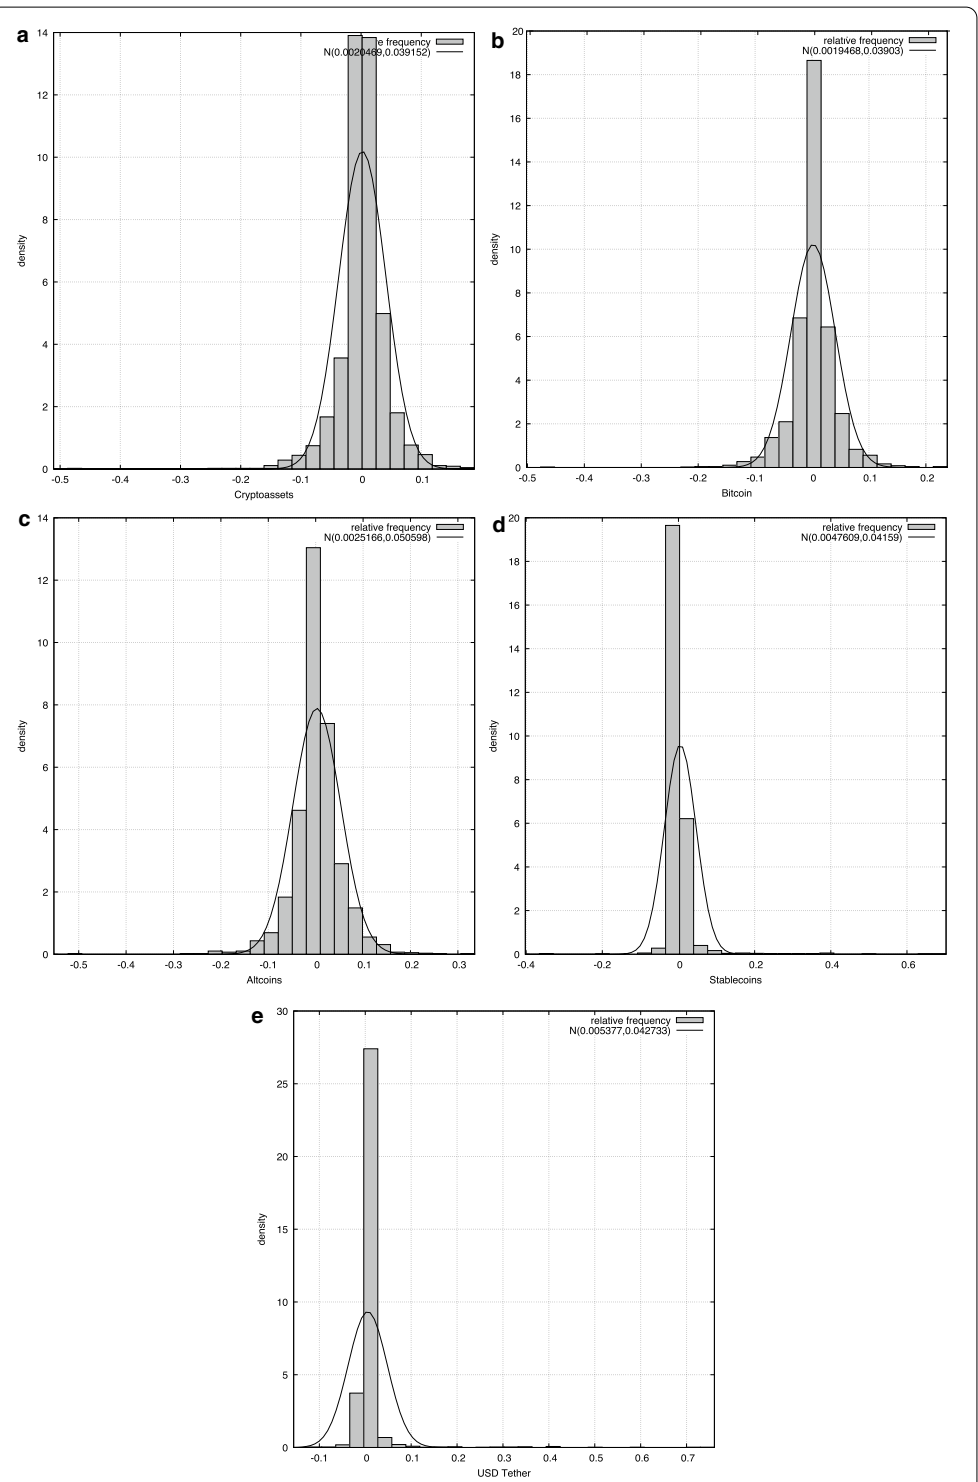 a
14
12
10
8
6
4
2
0
density
ve frequency
N(0.0020469,0.039152)
-0.5 -0.4 -0.3 -0.2 -0.1 0 0.1
Cryptoassets
b
20
18
16
14
12
10
8
6
4
2
0
density
relative frequency
N(0.0019468,0.03903)
-0.5 -0.4 -0.3 -0.2 -0.1 0 0.1 0.2
Bitcoin
c
14
12
10
8
6
4
2
0
density
relative frequency
N(0.0025166,0.050598)
-0.5 -0.4 -0.3 -0.2 -0.1 0 0.1 0.2 0.3
Altcoins
d
20
18
16
14
12
10
8
6
4
2
0
density
relative frequency
N(0.0047609,0.04159)
-0.4 -0.2 0 0.2 0.4 0.6
Stablecoins
e
30
25
20
15
10
5
0
density
relative frequency
N(0.005377,0.042733)
-0.1 0 0.1 0.2 0.3 0.4 0.5 0.6 0.7
USD Tether